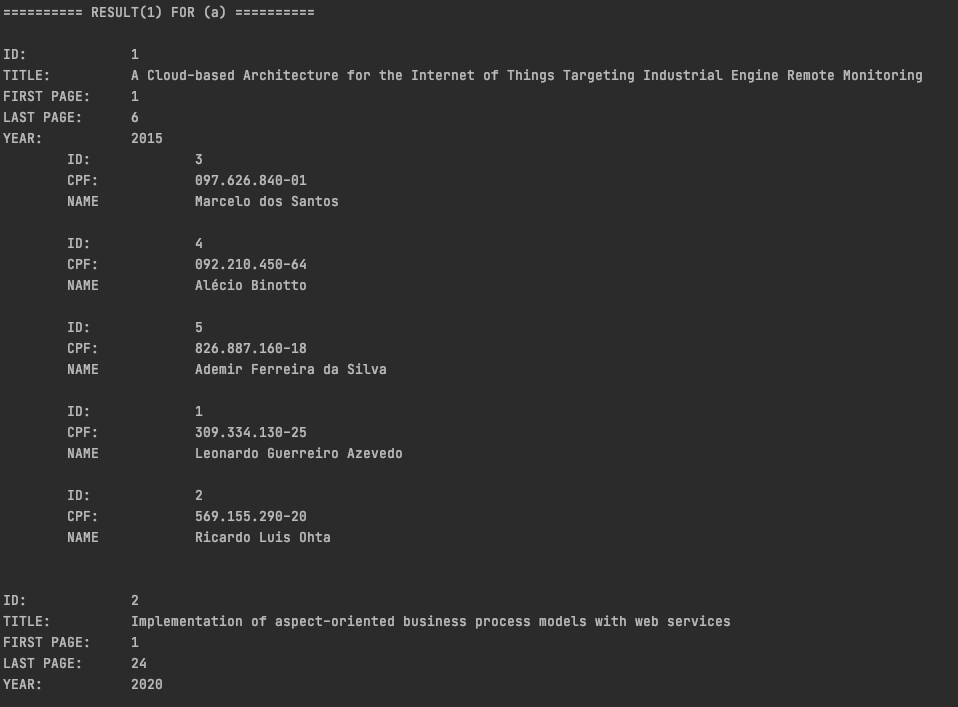 ========== RESULT(1) FOR (a) ==========
ID: 1
TITLE: A Cloud-based Architecture for the Internet of Things Targeting Industrial Engine Remote Monitoring
FIRST PAGE: 1
LAST PAGE: 6
YEAR: 2015
ID: 3
CPF: 097.626.840-01
NAME Marcelo dos Santos
ID: 4
CPF: 092.210.450-64
NAME Alécio Binotto
ID: 5
CPF: 826.887.160-18
NAME Ademir Ferreira da Silva
ID: 1
CPF: 309.334.130-25
NAME Leonardo Guerreiro Azevedo
ID: 2
CPF: 569.155.290-20
NAME Ricardo Luis Ohta
ID: 2
TITLE: Implementation of aspect-oriented business process models with web services
FIRST PAGE: 1
LAST PAGE: 24
YEAR: 2020